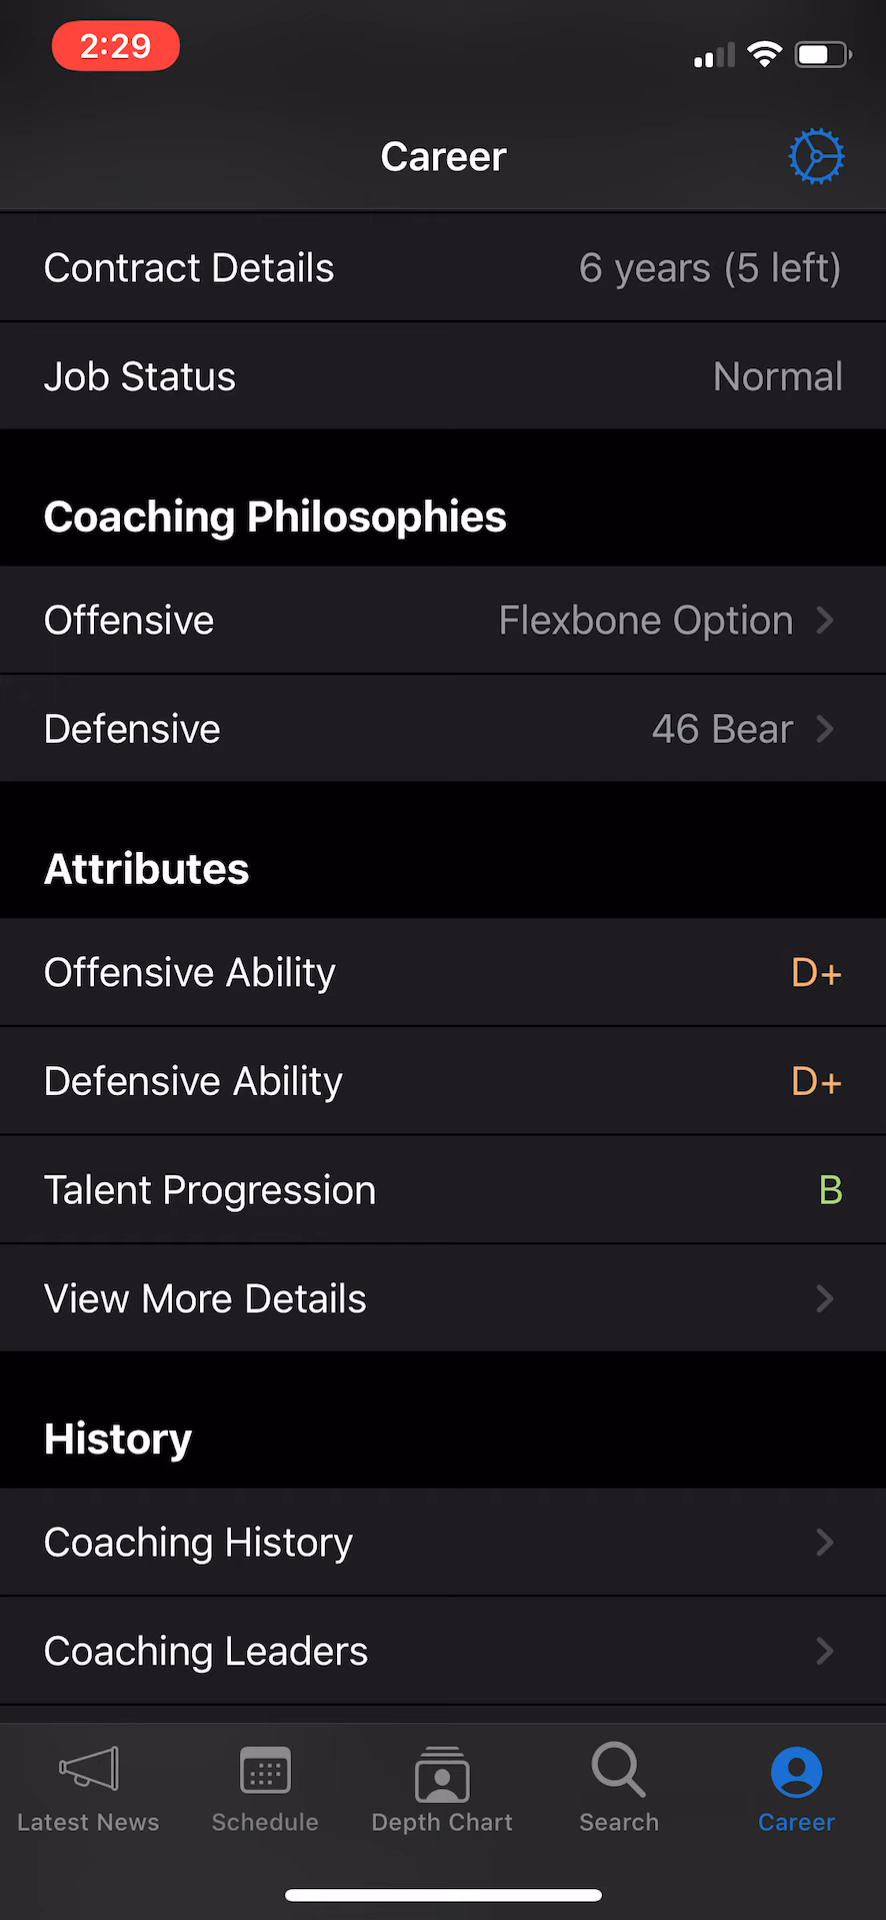 2:29
Career
Contract Details 6 years (5 left)
Job Status Normal
Coaching Philosophies
Offensive Flexbone Option
Defensive 46 Bear
Attributes
Offensive Ability D+
Defensive Ability D+
Talent Progression B
View More Details
History
Coaching History
Coaching Leaders
Latest News Schedule Depth Chart Search Career